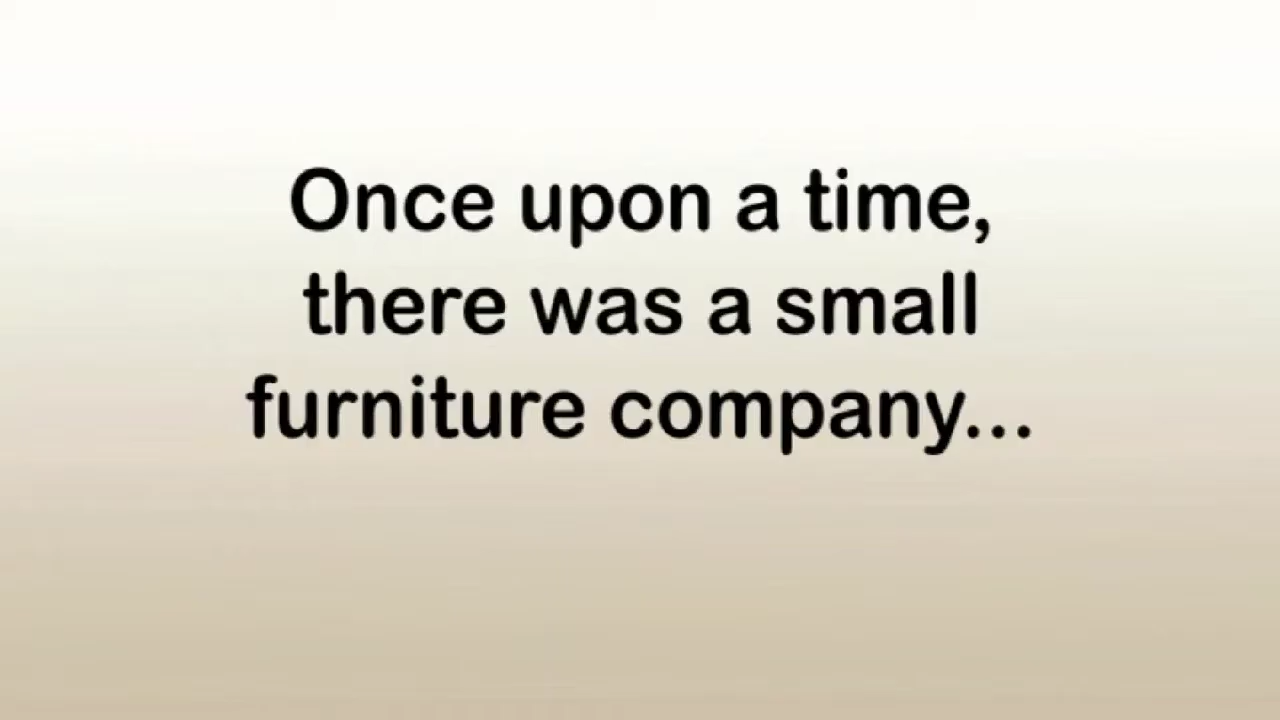 Once upon a time,
there was a small
furniture company...